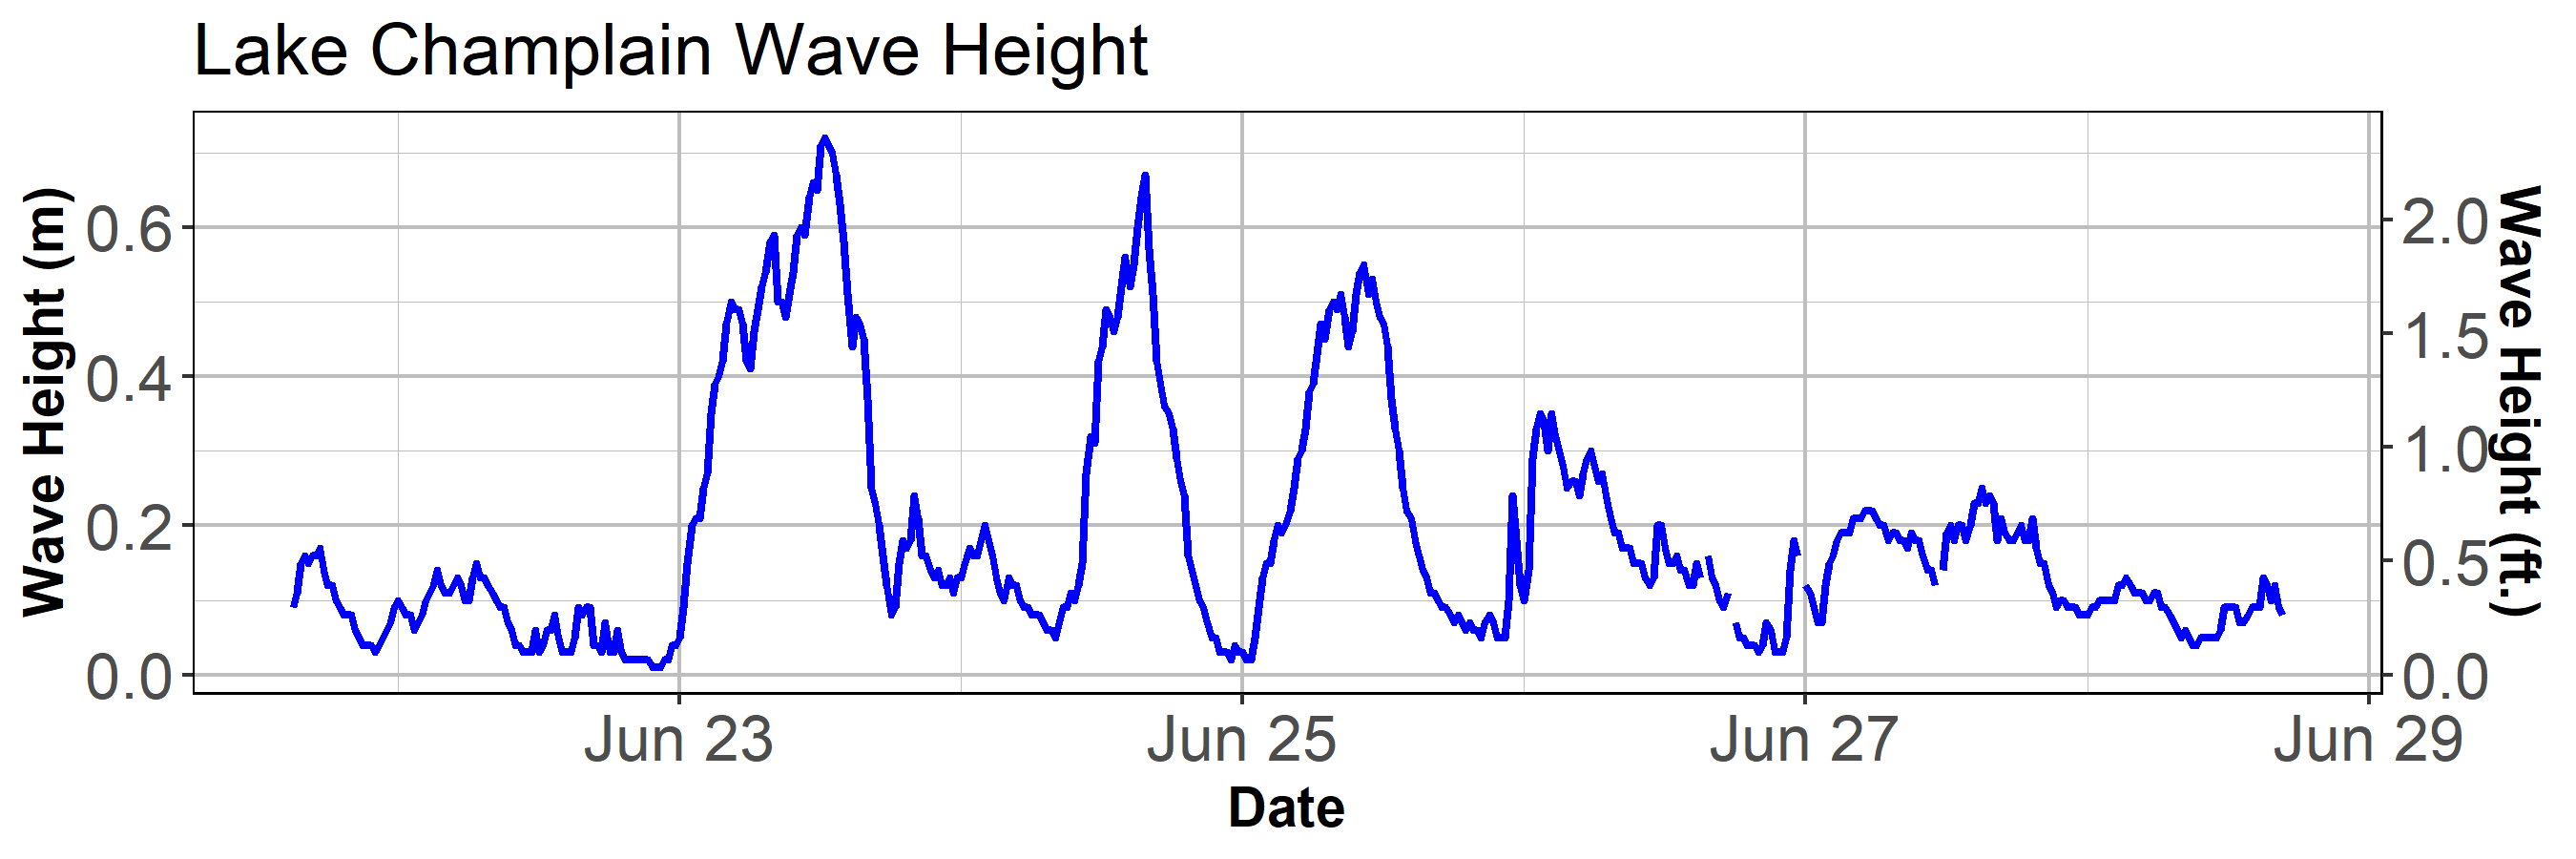 Lake Champlain Wave Height
Wave Height (m)
0.6
0.4
0.2
0.0
2.0
1.5
1.0
0.5
0.0
Wave Height (ft.)
Jun 23
Jun 25
Jun 27
Jun 29
Date